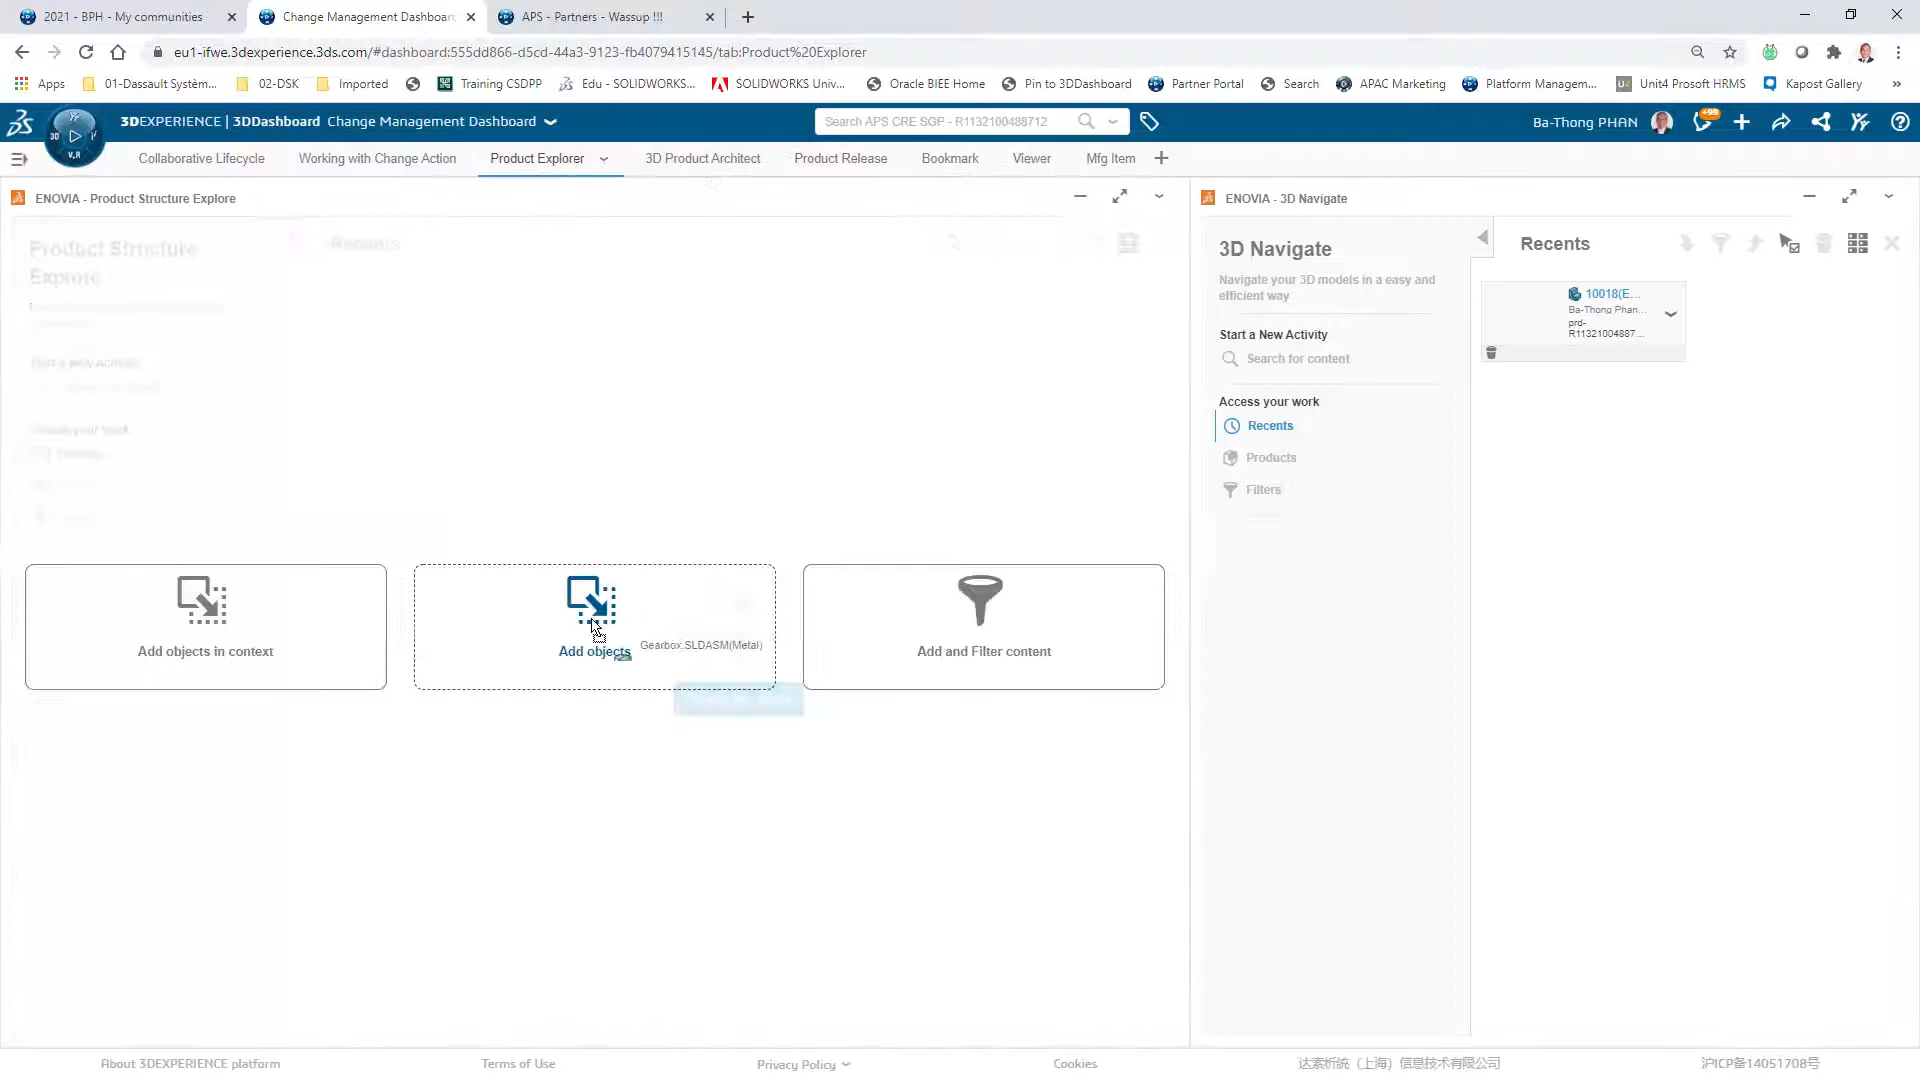 2021 - BPH - My communities
Change Management Dashboar
APS - Partners - Wassup !!!
eu1-ifwe.3dexperience.3ds.com/#dashboard:555dd866-d5cd-44a3-9123-fb4079415145/tab:Product%20Explorer
Apps
01-Dassault Systèm...
02-DSK
Imported
Training CSDPP
Edu - SOLIDWORKS...
SOLIDWORKS Univ...
Oracle BIEE Home
Pin to 3DDashboard
Partner Portal
Search
APAC Marketing
Platform Managem...
Unit4 Prosoft HRMS
Kapost Gallery
»
3D
V.R
3DEXPERIENCE | 3DDashboard Change Management Dashboard
Search APS CRE SGP - R1132100488712
Ba-Thong PHAN
+99
Collaborative Lifecycle
Working with Change Action
Product Explorer
3D Product Architect
Product Release
Bookmark
Viewer
Mfg Item
ENOVIA - Product Structure Explore
ENOVIA - 3D Navigate
Product Structure
Explore
Recents
3D Navigate
Navigate your 3D models in a easy and
efficient way
Start a New Activity
Search for content
Access your work
Recents
Products
Filters
Recents
10018(E...
Ba-Thong Phan...
prd-
R11321004887...
Add objects in context
Add objects
Gearbox.SLDASM(Metal)
Add and Filter content
About 3DEXPERIENCE platform
Terms of Use
Privacy Policy
Cookies
达索析统（上海）信息技术有限公司
沪ICP备14051708号